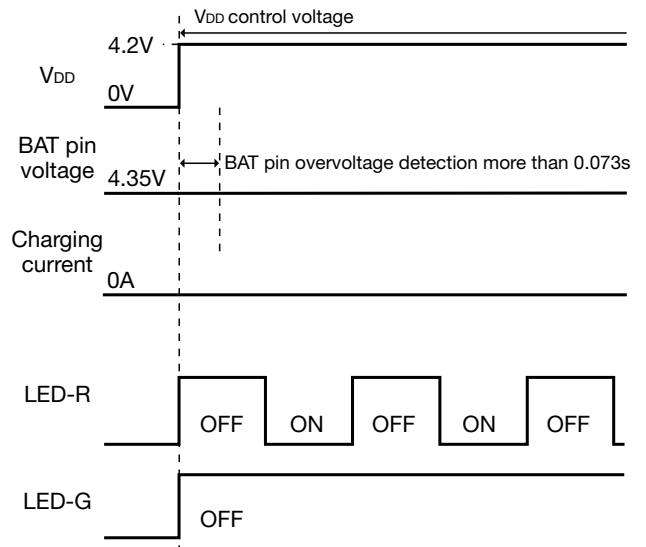 VDD control voltage
4.2V
VDD
0V
BAT pin
voltage
4.35V
BAT pin overvoltage detection more than 0.073s
Charging
current
0A
LED-R
OFF ON OFF ON OFF
LED-G
OFF